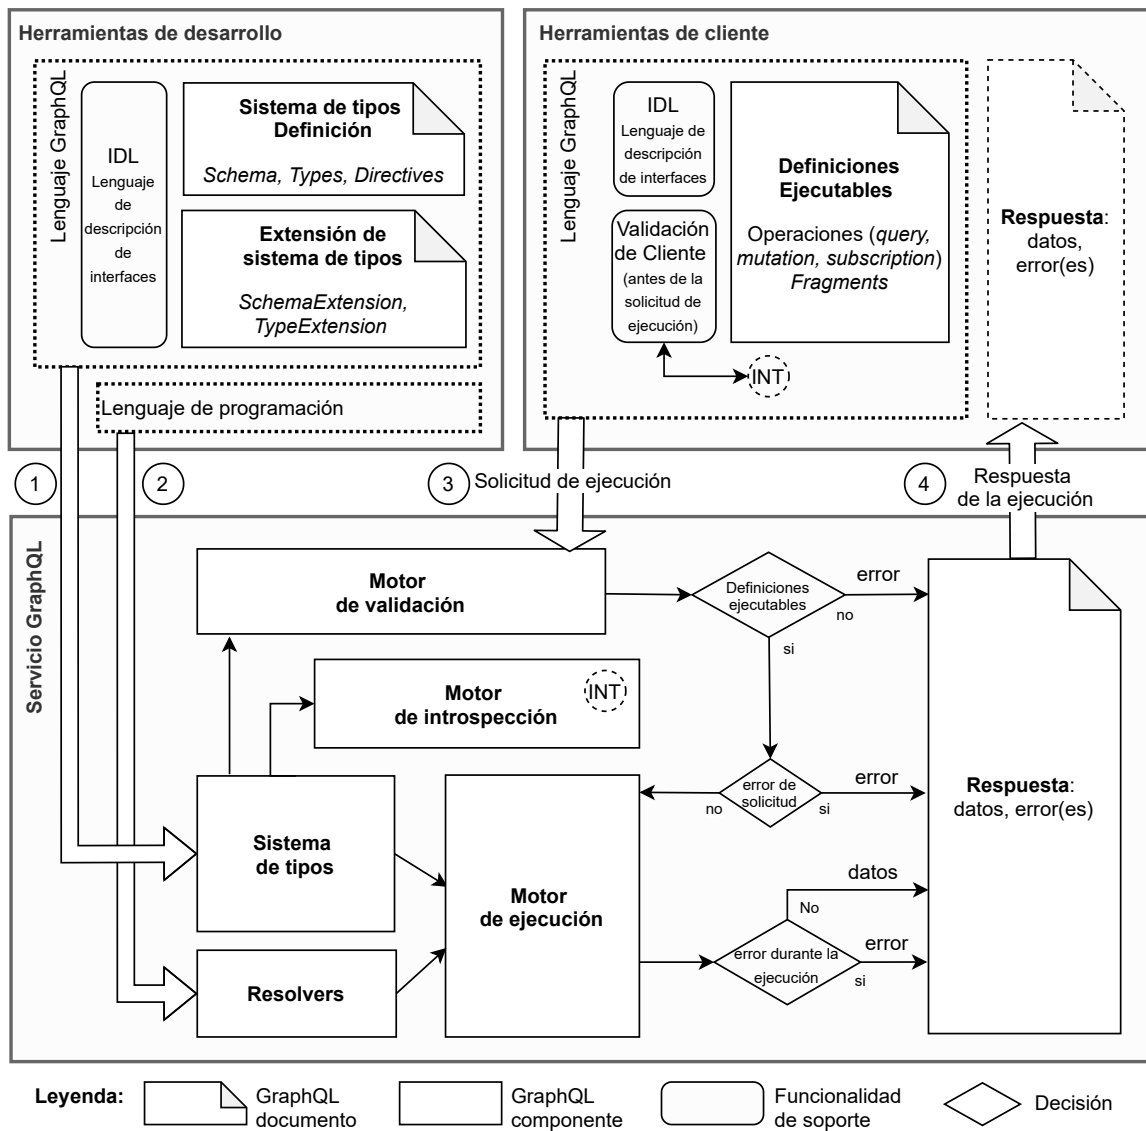 Herramientas de desarrollo
Lenguaje GraphQL
IDL
Lenguaje
de
descripción
de
interfaces
Sistema de tipos
Definición
Schema, Types, Directives
Extensión de
sistema de tipos
SchemaExtension,
TypeExtension
Lenguaje de programación
Herramientas de cliente
Lenguaje GraphQL
IDL
Lenguaje de
descripción
de interfaces
Validación
de Cliente
(antes de la
solicitud de
ejecución)
INT
Definiciones
Ejecutables
Operaciones (query,
mutation, subscription)
Fragments
Respuesta:
datos,
error(es)
1
2
3
Solicitud de ejecución
4
Respuesta
de la ejecución
Servicio GraphQL
Motor
de validación
Definiciones
ejecutables
error
no
si
Motor
de introspección
INT
error de
solicitud
error
no
si
Sistema
de tipos
Motor
de ejecución
Resolvers
datos
No
error durante la
ejecución
error
si
Respuesta:
datos, error(es)
Leyenda:
GraphQL
documento
GraphQL
componente
Funcionalidad
de soporte
Decisión